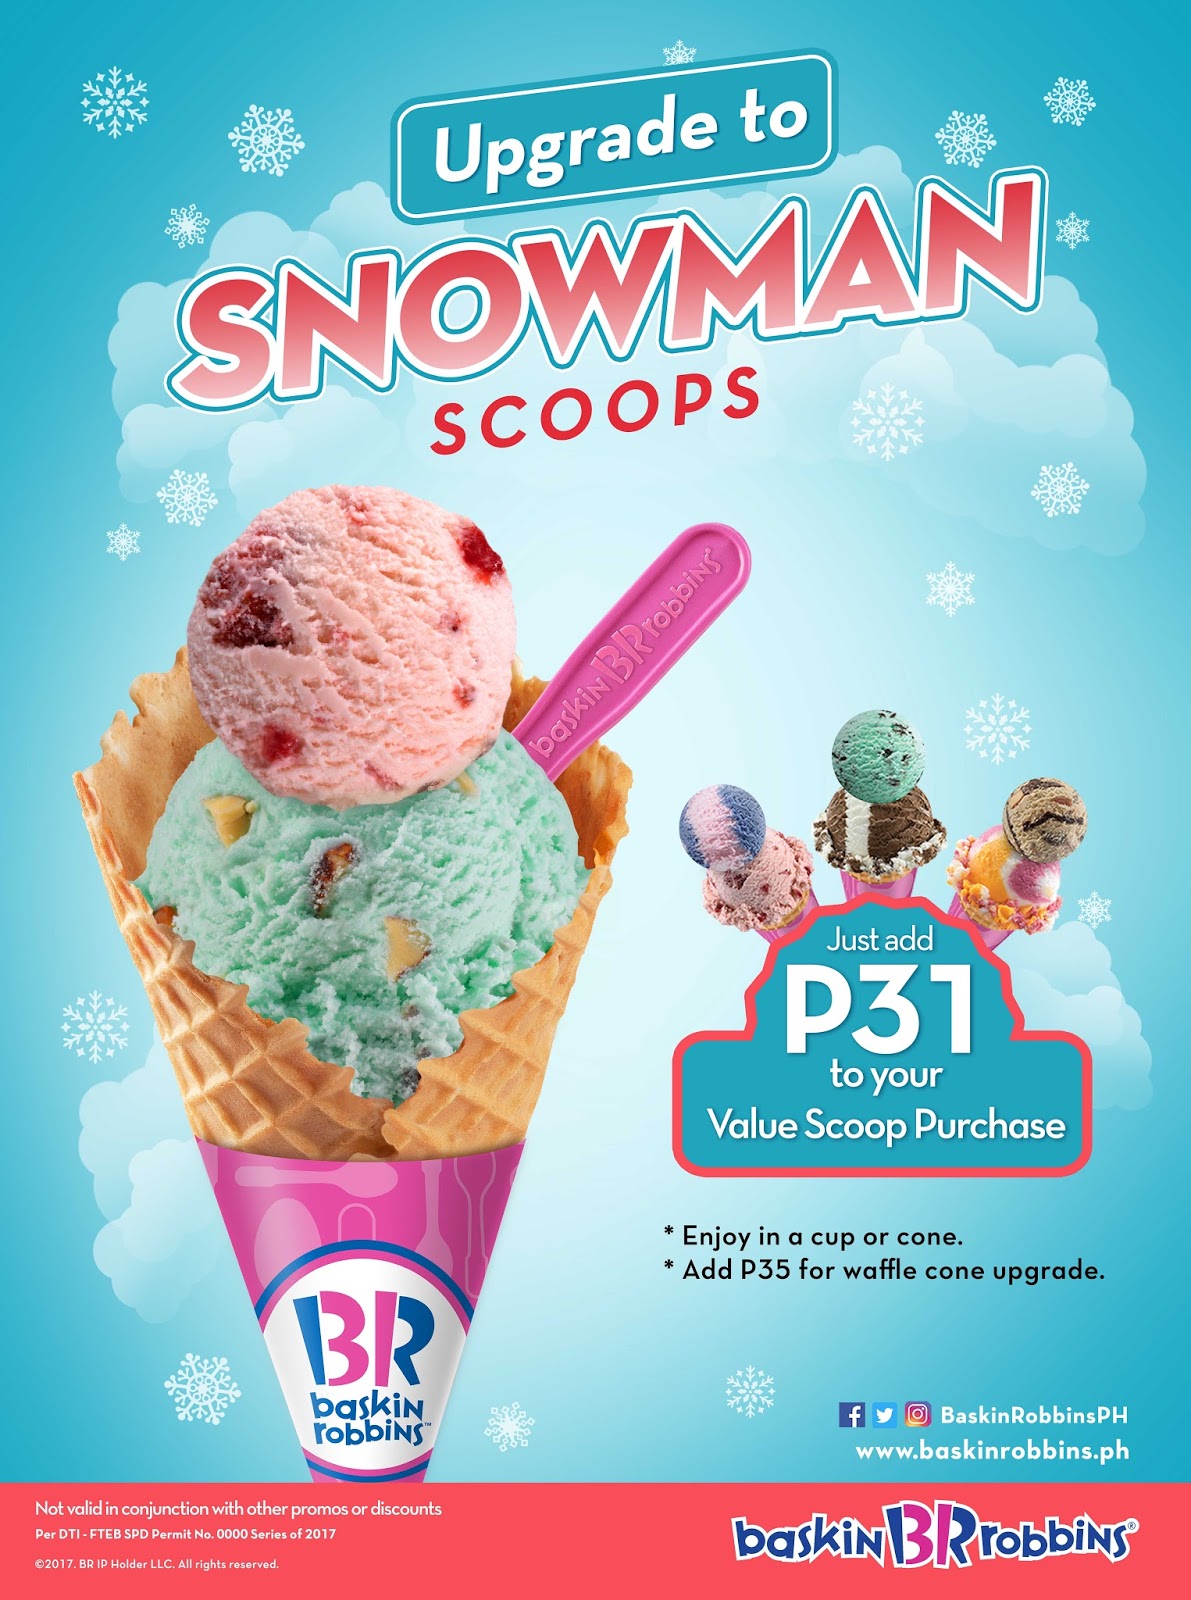 Upgrade to
SNOWMAN
SCOOPS
baskin BR robbins
Just add
P31
to your
Value Scoop Purchase
* Enjoy in a cup or cone.
* Add P35 for waffle cone upgrade.
BR
baskin
robbins™
BaskinRobbinsPH
www.baskinrobbins.ph
Not valid in conjunction with other promos or discounts
Per DTI - FTEB SPD Permit No. 0000 Series of 2017
©2017. BR IP Holder LLC. All rights reserved.
baskin BR robbins®